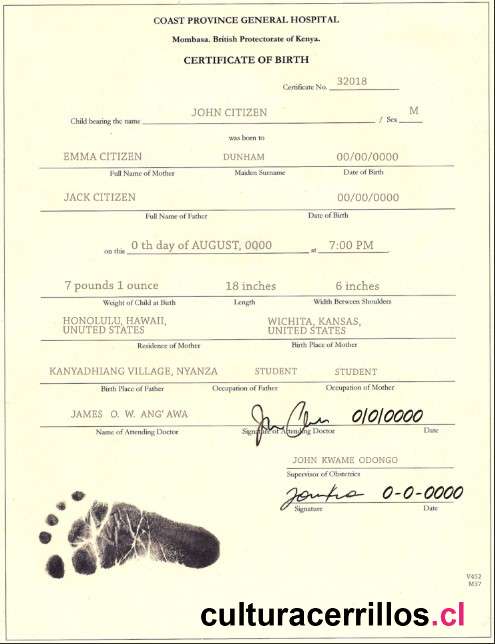 COAST PROVINCE GENERAL HOSPITAL
Mombasa. British Protectorate of Kenya.
CERTIFICATE OF BIRTH
Certificate No. 32018
Child bearing the name JOHN CITIZEN / Sex M
was born to
EMMA CITIZEN DUNHAM 00/00/0000
Full Name of Mother Maiden Surname Date of Birth
JACK CITIZEN 00/00/0000
Full Name of Father Date of Birth
on this 0 th day of AUGUST, 0000 at 7:00 PM
7 pounds 1 ounce 18 inches 6 inches
Weight of Child at Birth Length Width Between Shoulders
HONOLULU, HAWAII, WICHITA, KANSAS,
UNUTED STATES UNITED STATES
Residence of Mother Birth Place of Mother
KANYADHIANG VILLAGE, NYANZA STUDENT STUDENT
Birth Place of Father Occupation of Father Occupation of Mother
JAMES O. W. ANG'AWA 0/0/0000
Name of Attending Doctor Signature of Attending Doctor Date
JOHN KWAME ODONGO
Supervisor of Obstetrics
0-0-0000
Signature Date
V452
M37
culturacerrillos.cl